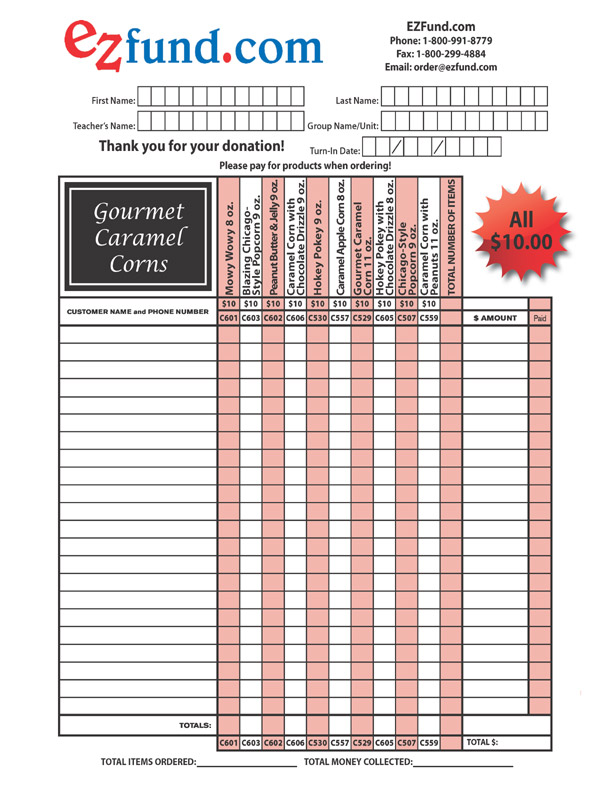 ezfund.com
EZFund.com
Phone: 1-800-991-8779
Fax: 1-800-299-4884
Email: order@ezfund.com
First Name:
Last Name:
Teacher's Name:
Group Name/Unit:
Thank you for your donation!
Turn-In Date: / /
Please pay for products when ordering!
Gourmet
Caramel
Corns
Mowy Wowy 8 oz.
Blazing Chicago-
Style Popcorn 9 oz.
Peanut Butter & Jelly 9 oz.
Caramel Corn with
Chocolate Drizzle 9 oz.
Hokey Pokey 9 oz.
Caramel Apple Corn 8 oz.
Gourmet Caramel
Corn 11 oz.
Hokey Pokey with
Chocolate Drizzle 8 oz.
Chicago-Style
Popcorn 9 oz.
Caramel Corn with
Peanuts 11 oz.
TOTAL NUMBER OF ITEMS
All
$10.00
$10 $10 $10 $10 $10 $10 $10 $10 $10 $10
CUSTOMER NAME and PHONE NUMBER
C601 C603 C602 C606 C530 C557 C529 C605 C507 C559
$ AMOUNT
Paid
TOTALS:
C601 C603 C602 C606 C530 C557 C529 C605 C507 C559
TOTAL $:
TOTAL ITEMS ORDERED:
TOTAL MONEY COLLECTED: